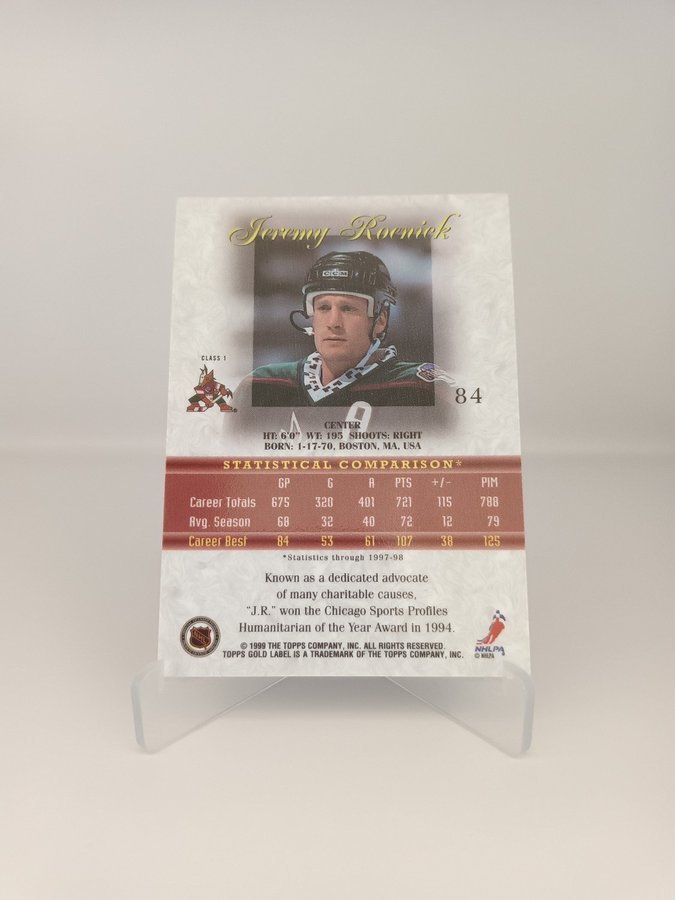 Jeremy Roenick
CCM
CLASS 1
84
CENTER
HT: 6'0" WT: 195 SHOOTS: RIGHT
BORN: 1-17-70, BOSTON, MA, USA
STATISTICAL COMPARISON*
GP G A PTS +/- PIM
Career Totals 675 320 401 721 115 788
Avg. Season 68 32 40 72 12 79
Career Best 84 53 61 107 38 125
*Statistics through 1997-98
Known as a dedicated advocate
of many charitable causes,
"J.R." won the Chicago Sports Profiles
Humanitarian of the Year Award in 1994.
NHL
NHLPA
© NHLPA
© 1999 THE TOPPS COMPANY, INC. ALL RIGHTS RESERVED.
TOPPS GOLD LABEL IS A TRADEMARK OF THE TOPPS COMPANY, INC.